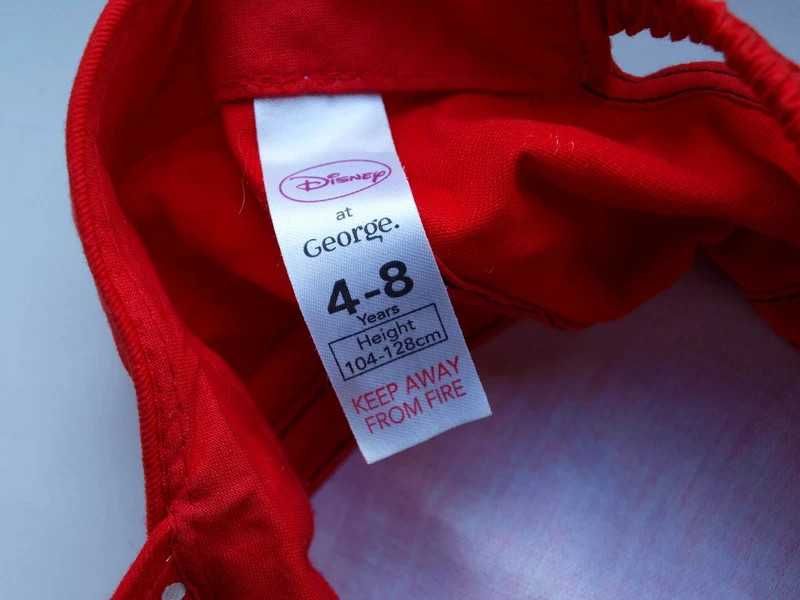 Disney
at
George.
4-8
Years
Height
104-128cm
KEEP AWAY
FROM FIRE